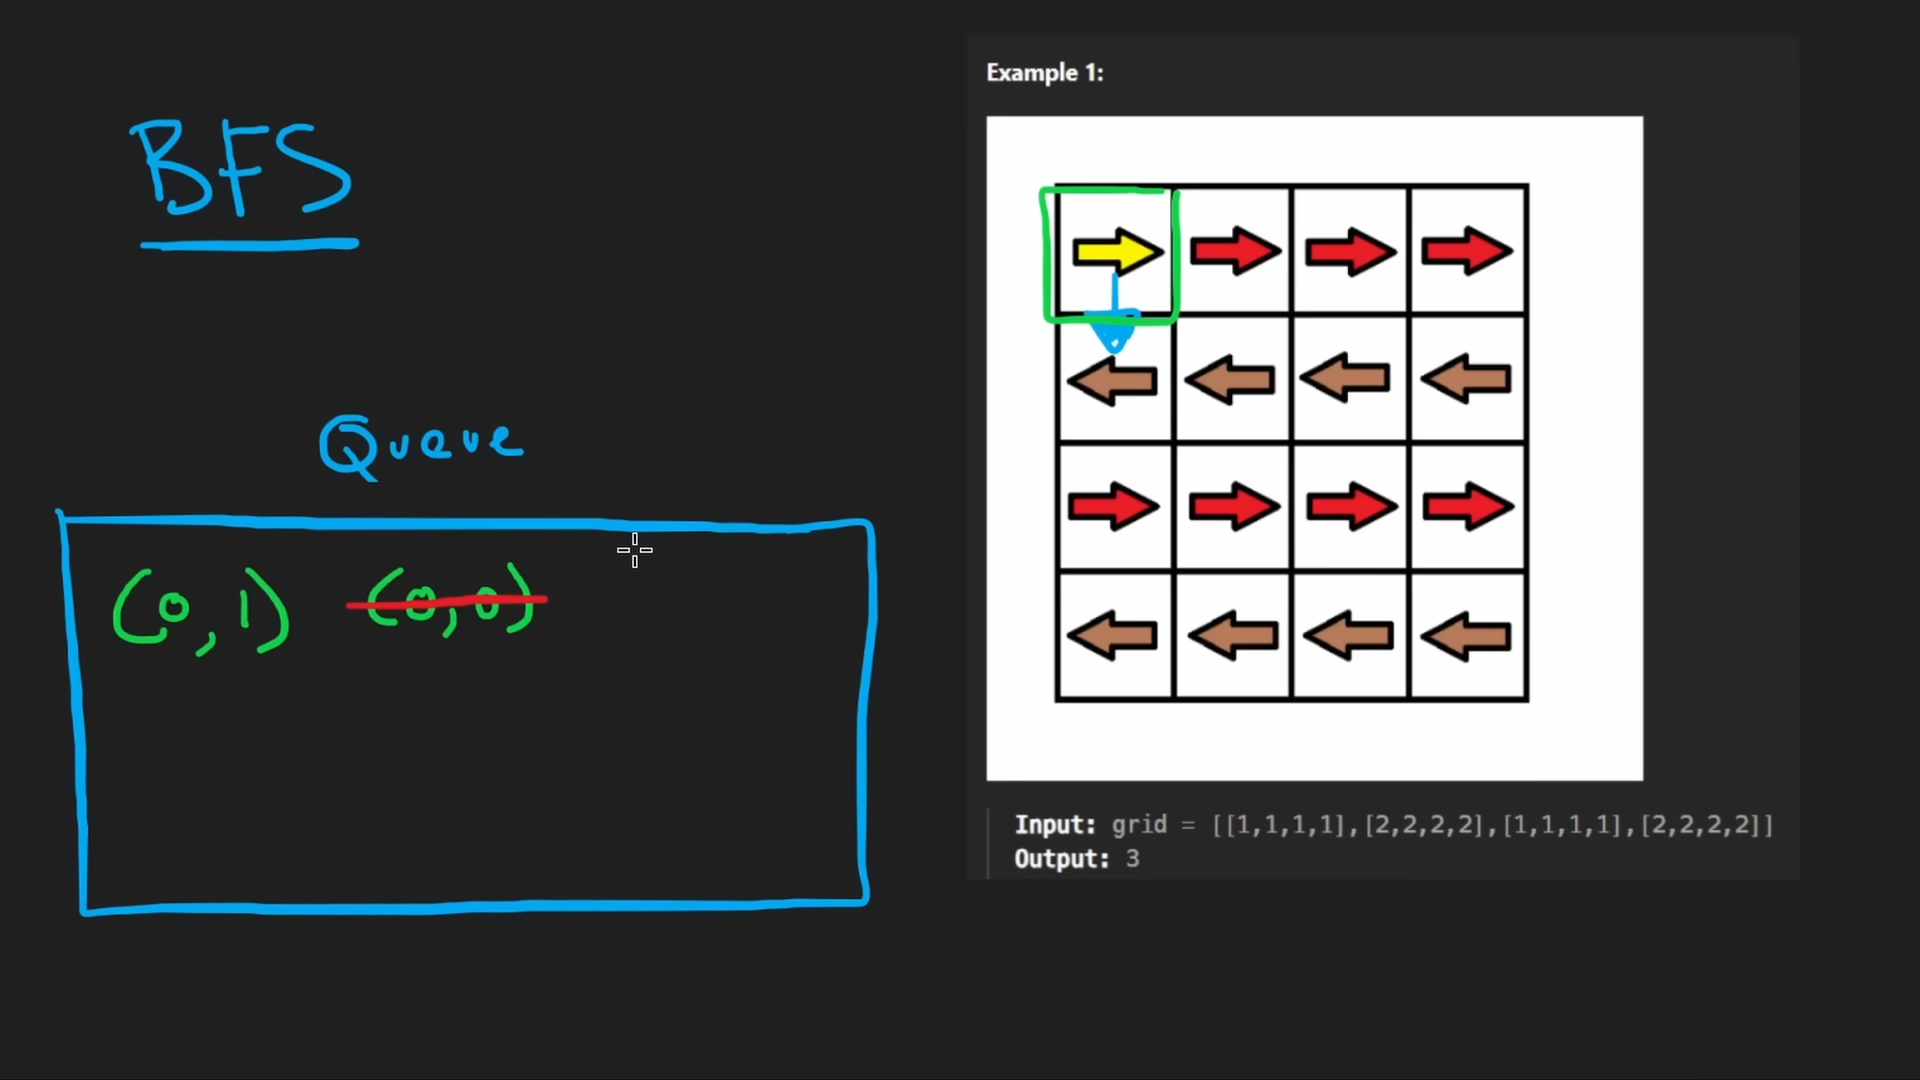 BFS
Queue
(0,1) (0,0)
Example 1:
Input: grid = [[1,1,1,1],[2,2,2,2],[1,1,1,1],[2,2,2,2]]
Output: 3